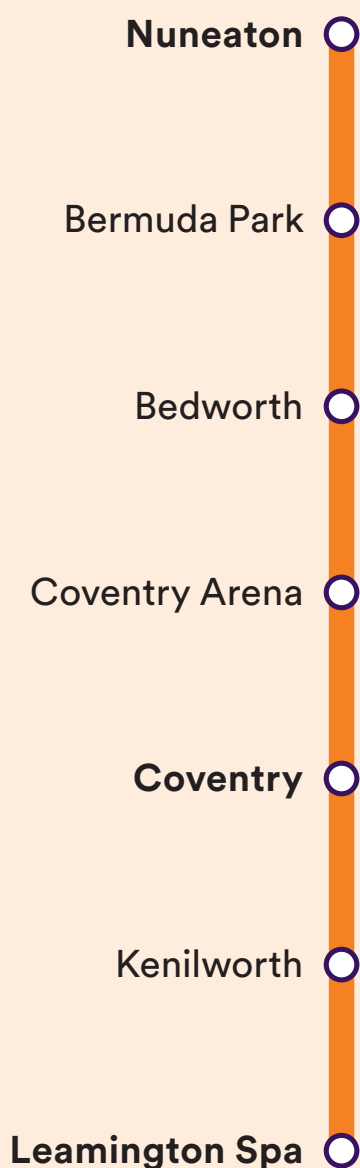 Nuneaton
Bermuda Park
Bedworth
Coventry Arena
Coventry
Kenilworth
Leamington Spa